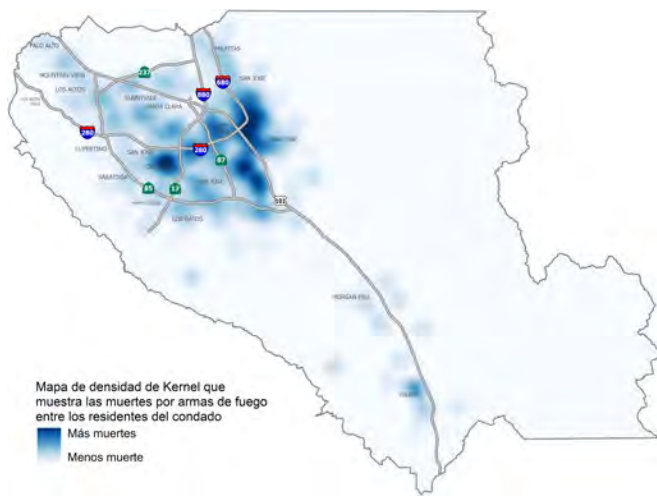 PALO ALTO
MILPITAS
MOUNTAIN VIEW
237
680
SAN JOSE
LOS ALTOS
SUNNYVALE
880
SANTA CLARA
280
CUPERTINO
SAN JOSE
280
87
SARATOGA
85
17
SAN JOSE
101
LOS GATOS
MORGAN HILL
Mapa de densidad de Kernel que
muestra las muertes por armas de fuego
entre los residentes del condado
Más muertes
Menos muerte